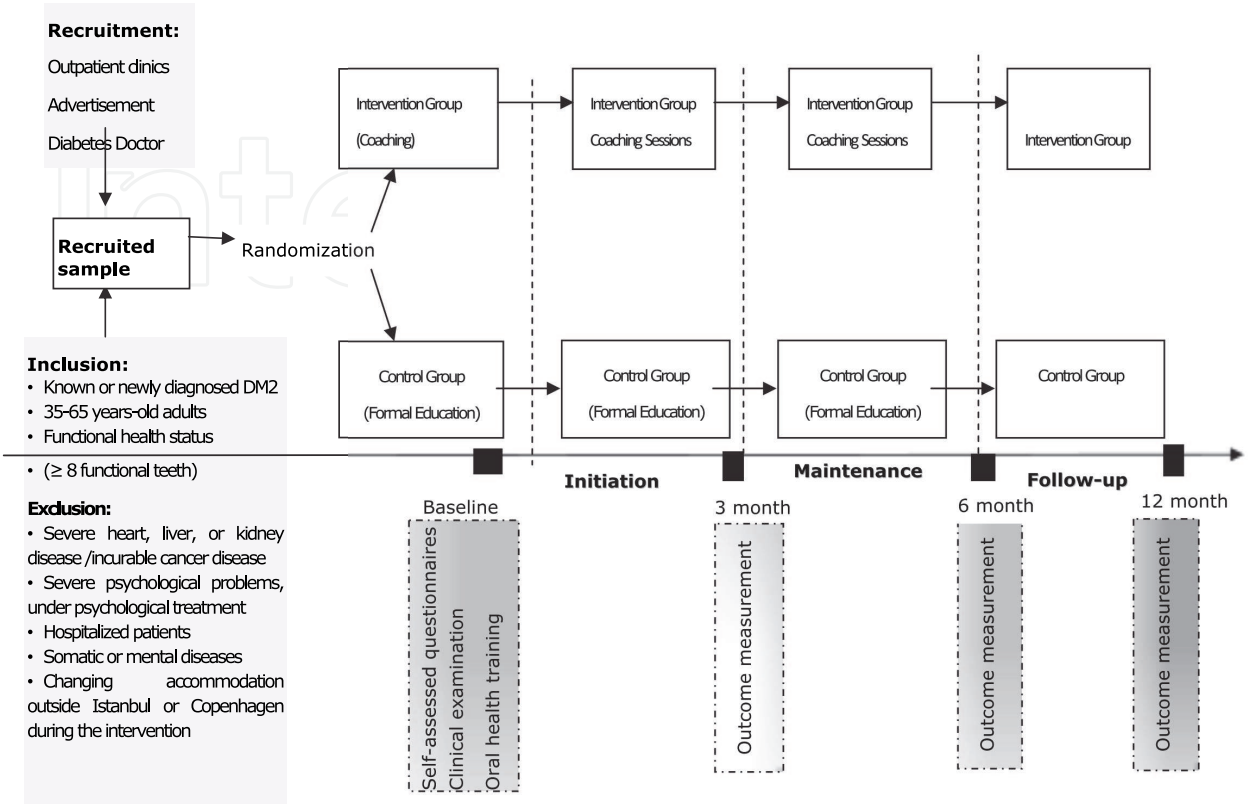 Recruitment:
Outpatient clinics
Advertisement
Diabetes Doctor
Recruited
sample
Randomization
Inclusion:
• Known or newly diagnosed DM2
• 35-65 years-old adults
• Functional health status
• (≥ 8 functional teeth)
Exclusion:
• Severe heart, liver, or kidney
disease /incurable cancer disease
• Severe psychological problems,
under psychological treatment
• Hospitalized patients
• Somatic or mental diseases
• Changing accommodation
outside Istanbul or Copenhagen
during the intervention
Intervention Group
(Coaching)
Intervention Group
Coaching Sessions
Intervention Group
Coaching Sessions
Intervention Group
Control Group
(Formal Education)
Control Group
(Formal Education)
Control Group
(Formal Education)
Control Group
Initiation
Maintenance
Follow-up
Baseline
3 month
6 month
12 month
Self-assessed questionnaires
Clinical examination
Oral health training
Outcome measurement
Outcome measurement
Outcome measurement